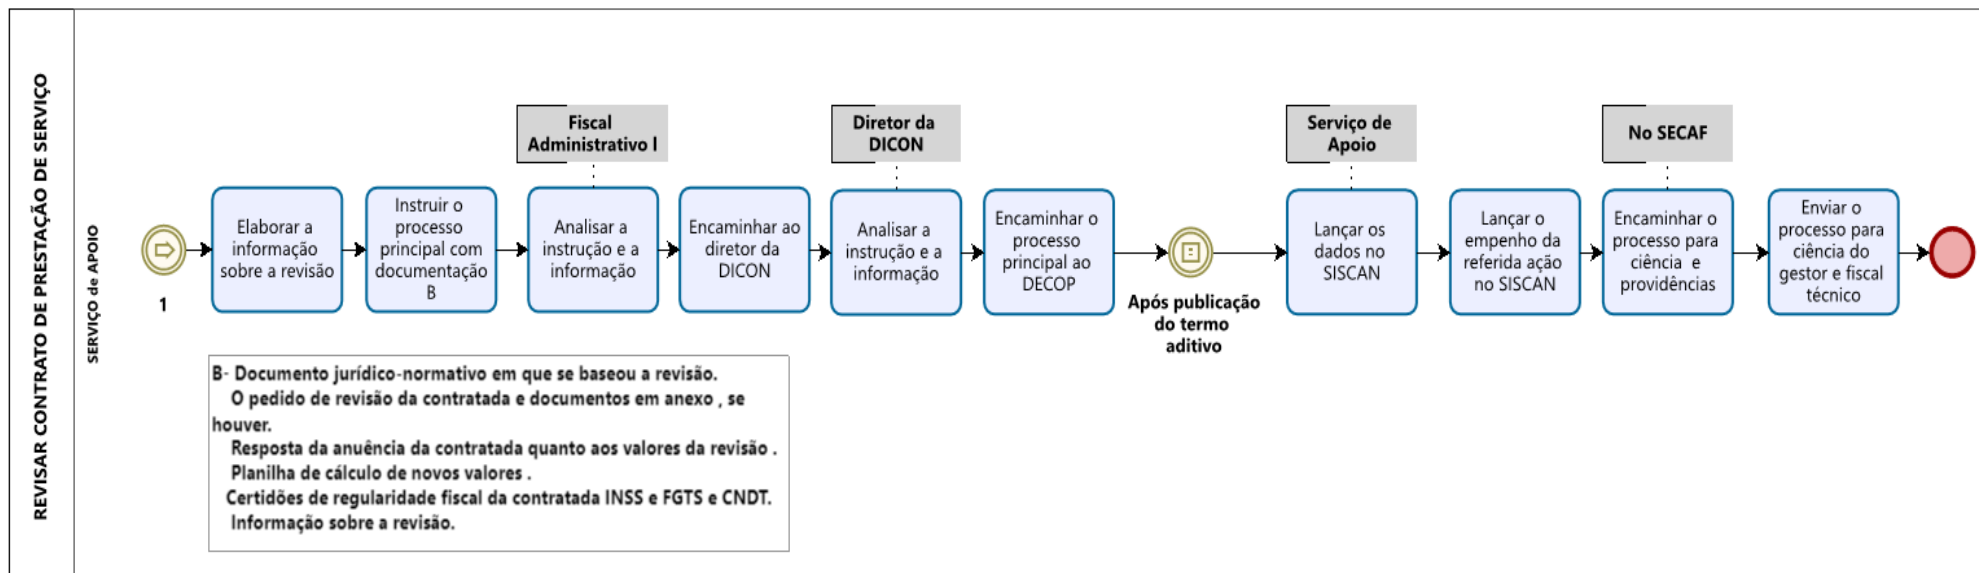 REVISAR CONTRATO DE PRESTAÇÃO DE SERVIÇO
SERVIÇO de APOIO
1
Elaborar a
informação
sobre a revisão
Instruir o
processo
principal com
documentação
B
Fiscal
Administrativo I
Analisar a
instrução e a
informação
Encaminhar ao
diretor da
DICON
Diretor da
DICON
Analisar a
instrução e a
informação
Encaminhar o
processo
principal ao
DECOP
Após publicação
do termo
aditivo
Serviço de
Apoio
Lançar os
dados no
SISCAN
Lançar o
empenho da
referida ação
no SISCAN
No SECAF
Encaminhar o
processo para
ciência e
providências
Enviar o
processo para
ciência do
gestor e fiscal
técnico
B- Documento jurídico-normativo em que se baseou a revisão.
O pedido de revisão da contratada e documentos em anexo , se
houver.
Resposta da anuência da contratada quanto aos valores da revisão .
Planilha de cálculo de novos valores .
Certidões de regularidade fiscal da contratada INSS e FGTS e CNDT.
Informação sobre a revisão.